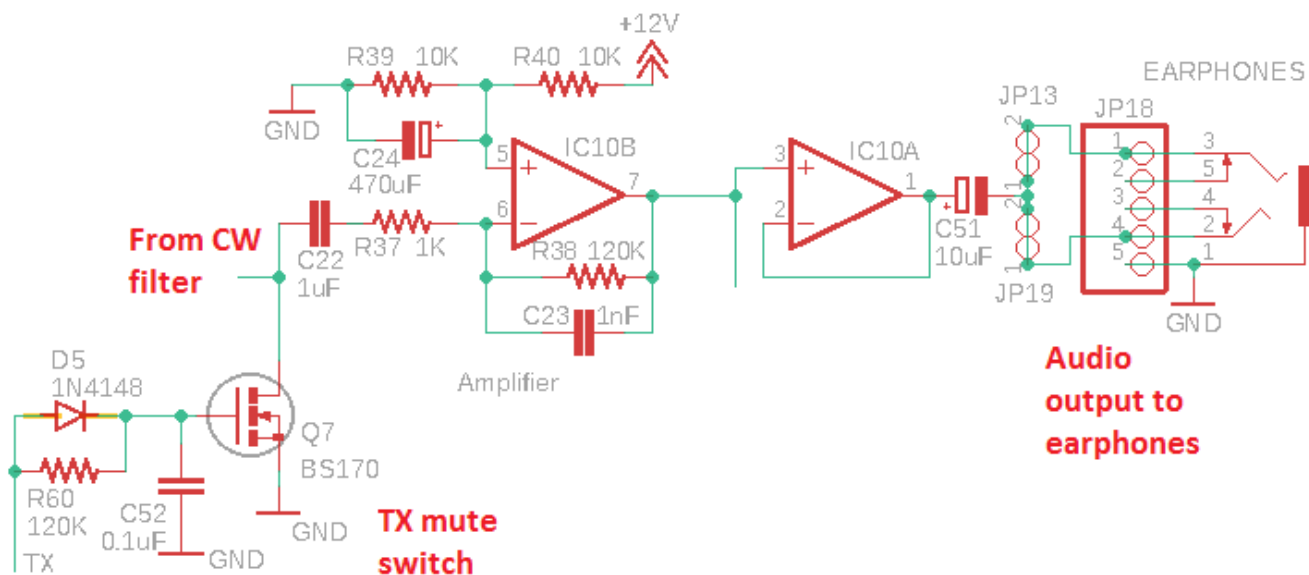 +12V
R39 10K
R40 10K
EARPHONES
JP13
JP18
GND
2
1
3
C24
470uF
5
+
IC10B
7
3
+
IC10A
1
2
5
6
−
2
−
+
C51
10uF
1
2
3
4
4
2
From CW
filter
C22
1uF
R37 1K
R38 120K
1
JP19
5
1
C23 1nF
GND
D5
1N4148
Amplifier
Audio
output to
earphones
Q7
BS170
R60
120K
C52
0.1uF
GND
GND
TX mute
switch
TX